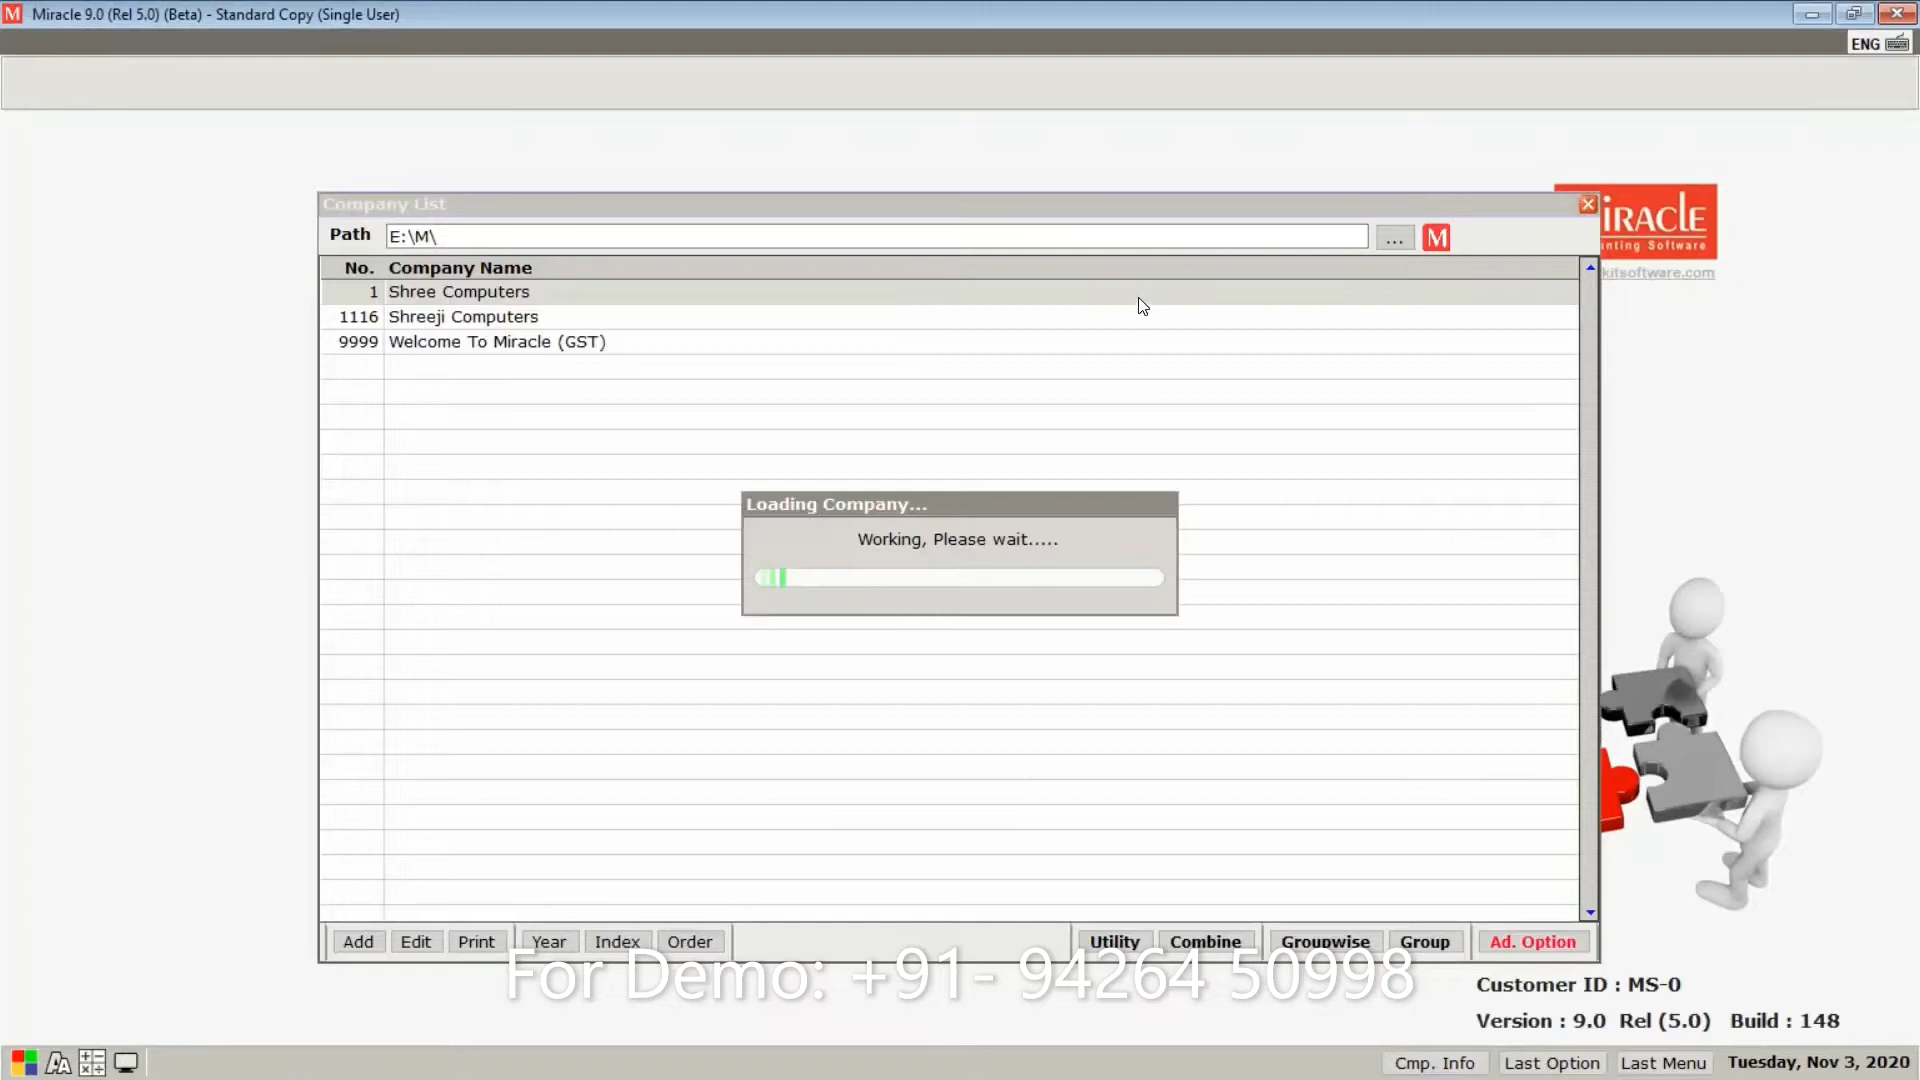 Miracle 9.0 (Rel 5.0) (Beta) - Standard Copy (Single User)
ENG
Company List
Path E:\M\ ... M
No. Company Name
1 Shree Computers
1116 Shreeji Computers
9999 Welcome To Miracle (GST)
Loading Company...
Working, Please wait.....
Add Edit Print Year Index Order Utility Combine Groupwise Group Ad. Option
For Demo: +91- 94264 50998
Customer ID : MS-0
Version : 9.0 Rel (5.0) Build : 148
Cmp. Info Last Option Last Menu Tuesday, Nov 3, 2020